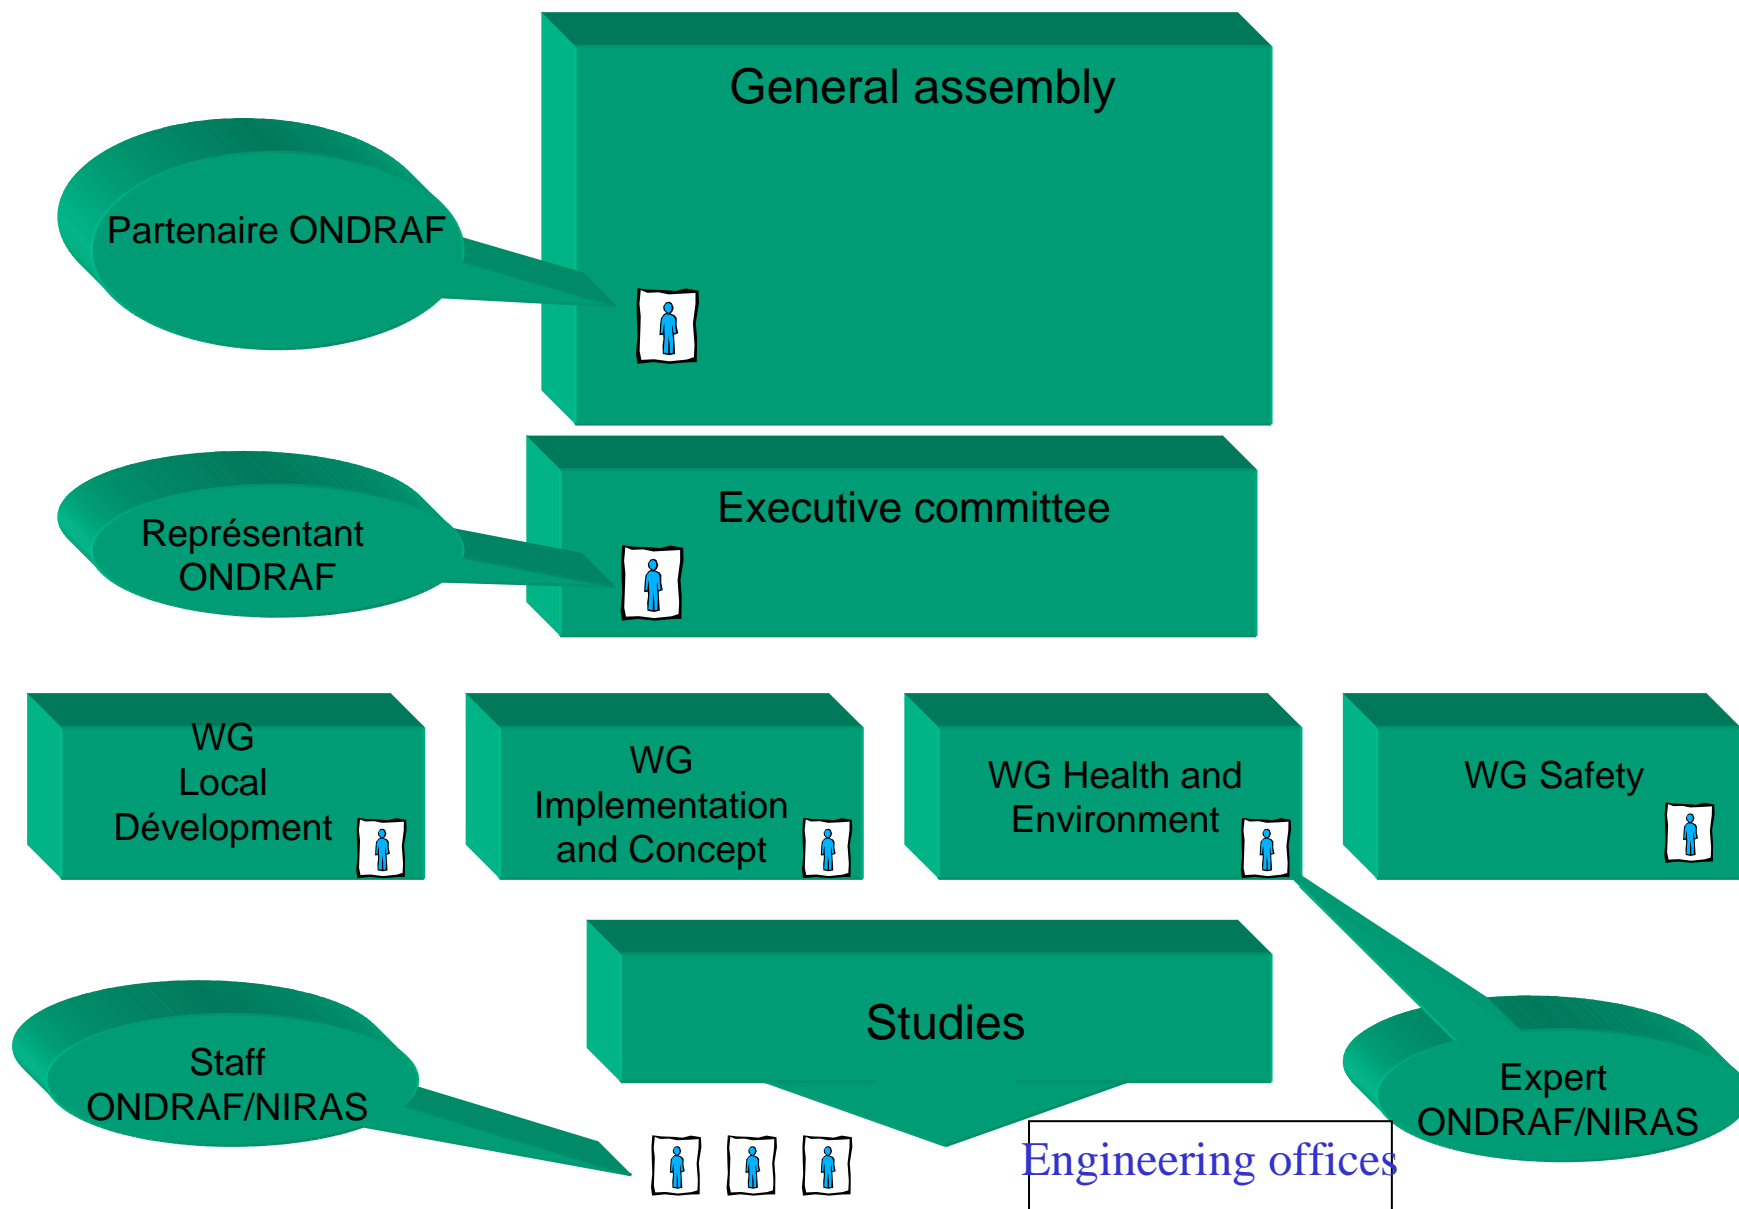 General assembly
Partenaire ONDRAF
Executive committee
Représentant
ONDRAF
WG
Local
Dévelopment
WG
Implementation
and Concept
WG Health and
Environment
WG Safety
Studies
Staff
ONDRAF/NIRAS
Expert
ONDRAF/NIRAS
Engineering offices